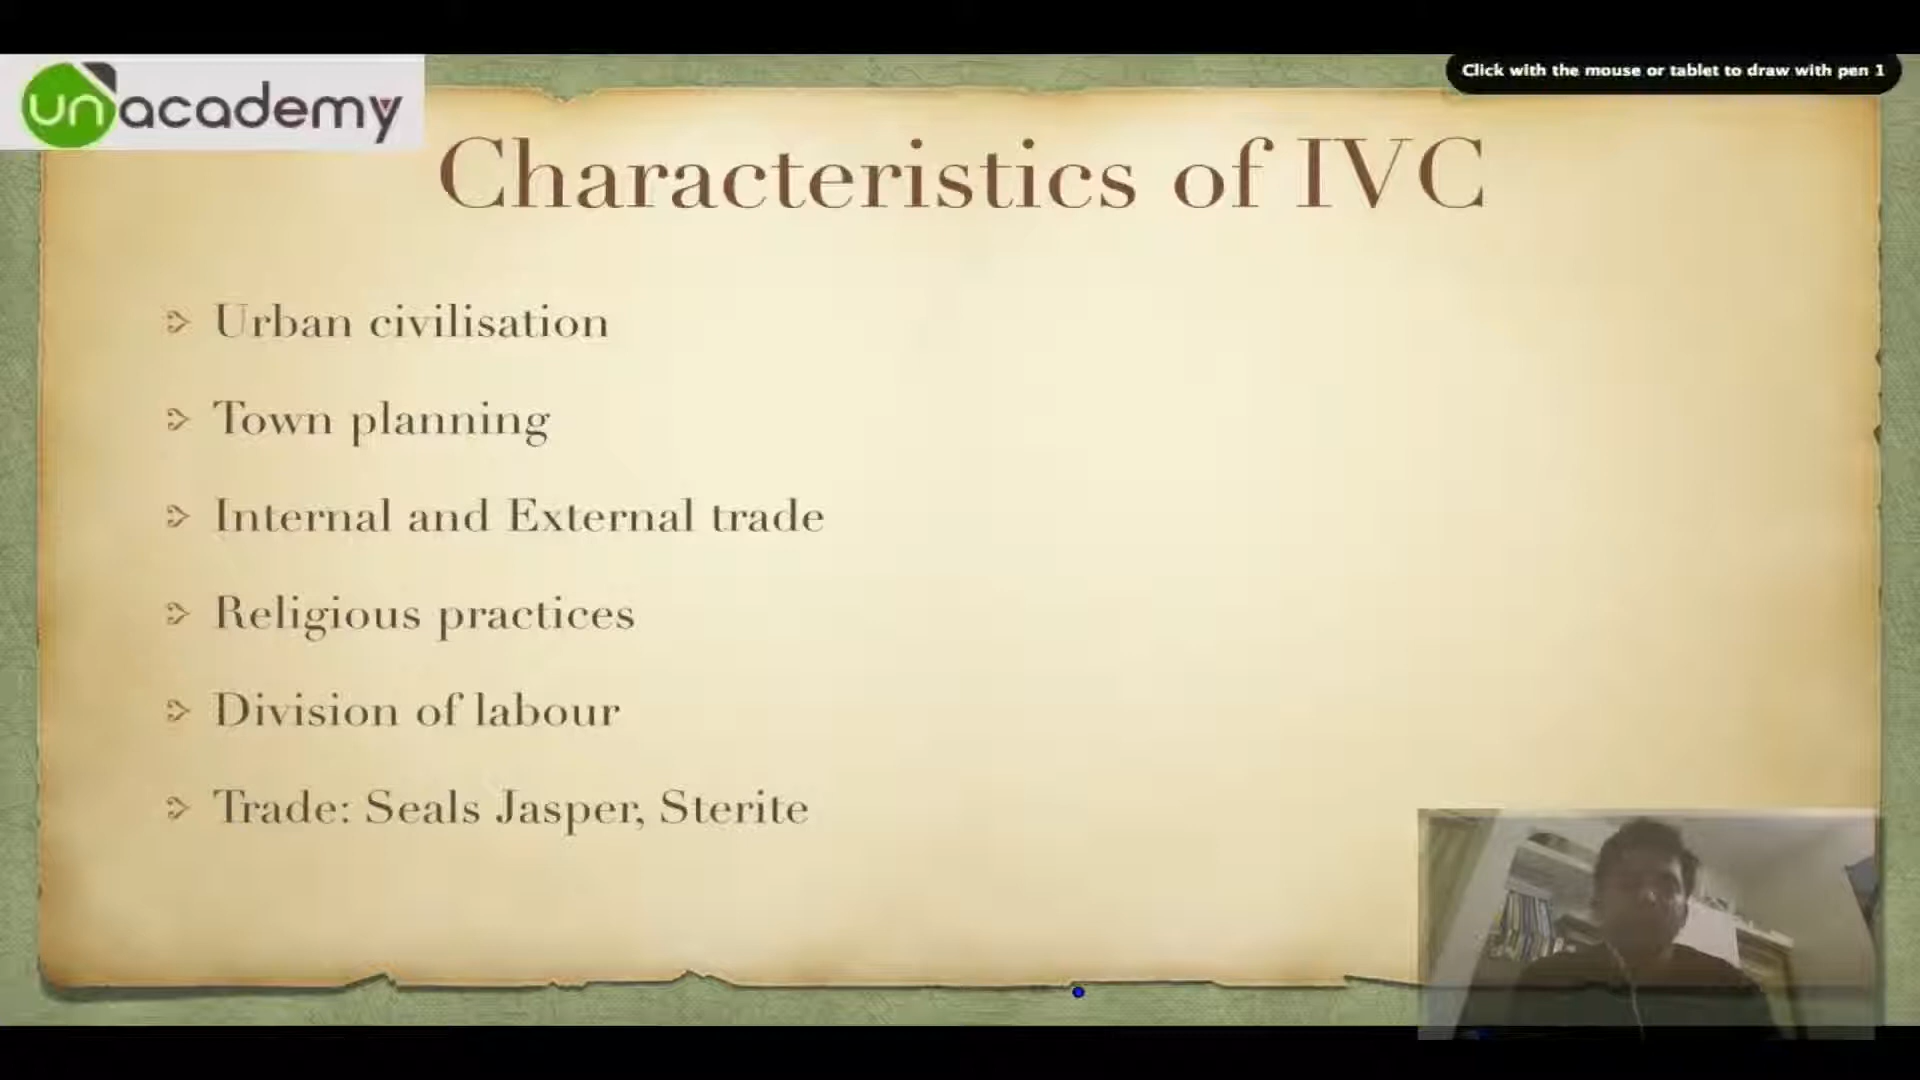 unacademy
Click with the mouse or tablet to draw with pen 1
Characteristics of IVC
Urban civilisation
Town planning
Internal and External trade
Religious practices
Division of labour
Trade: Seals Jasper, Sterite